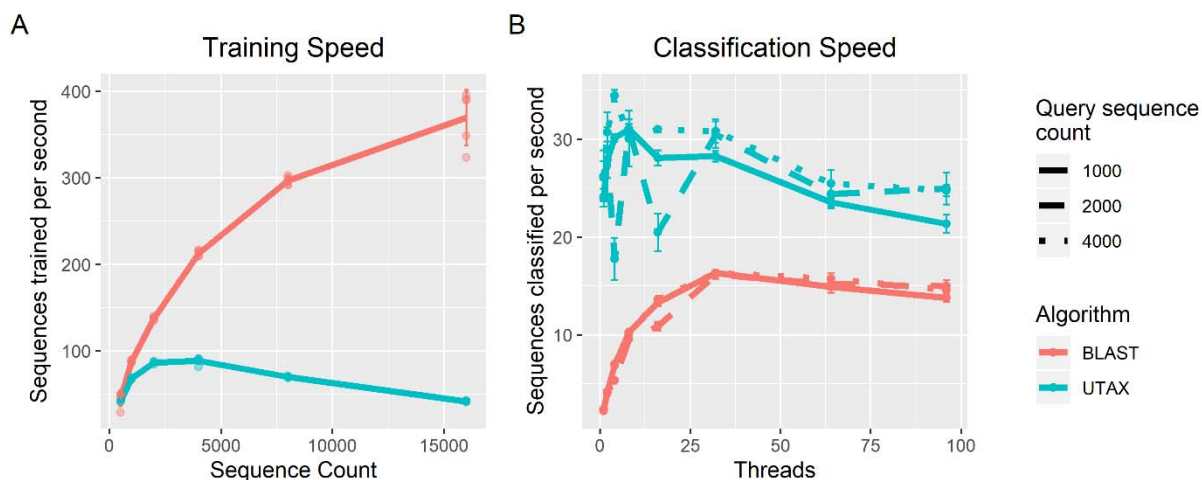 A
Training Speed
Sequences trained per second
400
300
200
100
0
5000
10000
15000
Sequence Count
B
Classification Speed
Sequences classified per second
30
20
10
0
25
50
75
100
Threads
Query sequence
count
1000
2000
4000
Algorithm
BLAST
UTAX